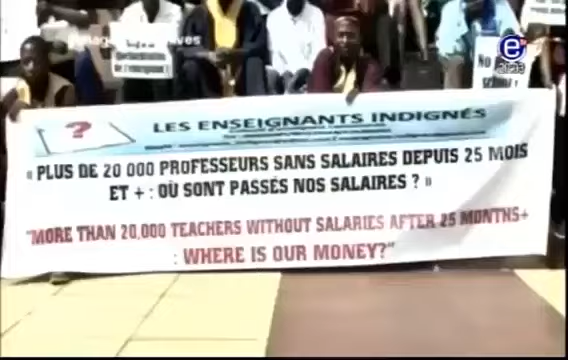 ?
LES ENSEIGNANTS INDIGNÉS
« PLUS DE 20 000 PROFESSEURS SANS SALAIRES DEPUIS 25 MOIS
ET + : OÙ SONT PASSÉS NOS SALAIRES ? »
"MORE THAN 20,000 TEACHERS WITHOUT SALARIES AFTER 25 MONTHS+
: WHERE IS OUR MONEY?"
e